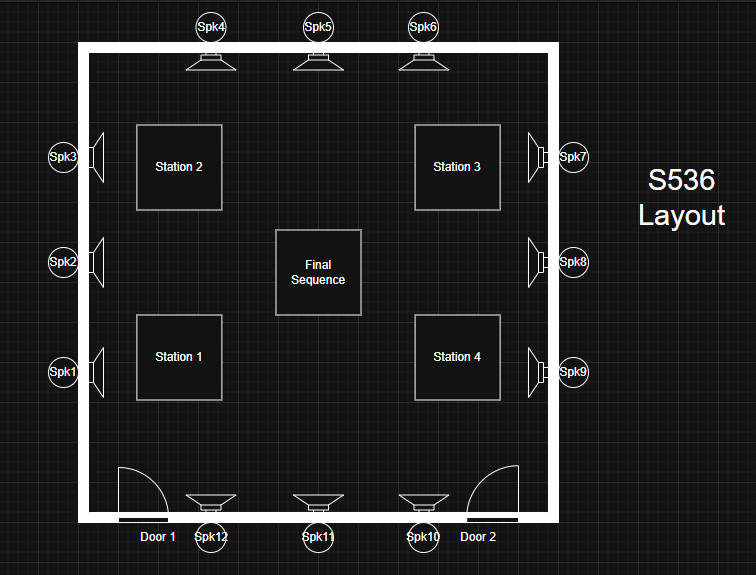 Spk4
Spk5
Spk6
Spk3
Station 2
Station 3
Spk7
S536
Layout
Spk2
Final
Sequence
Spk8
Station 1
Station 4
Spk1
Spk9
Door 1
Spk12
Spk11
Spk10
Door 2